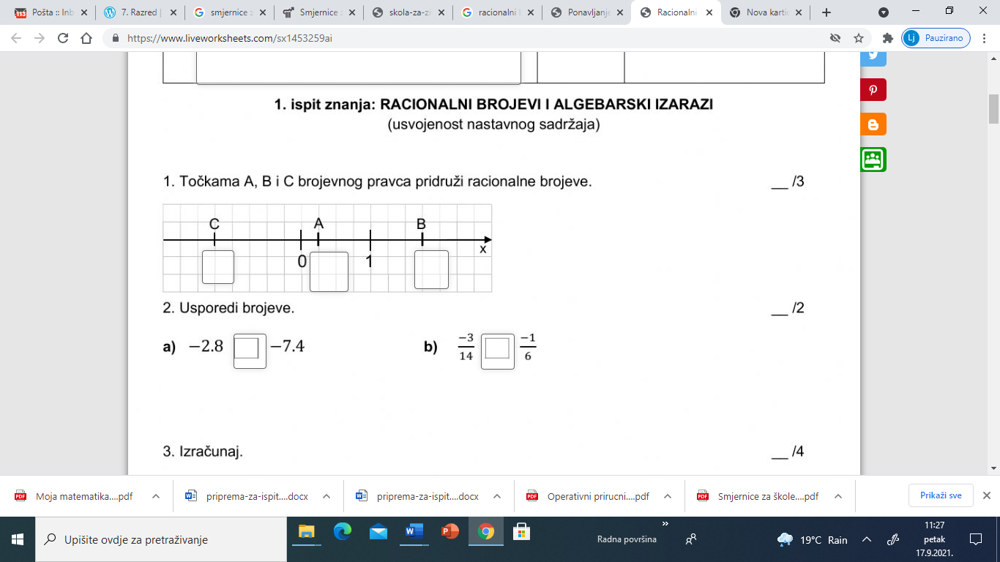 Pošta :: Inb
7. Razred |
smjernice z
Smjernice z
skola-za-zi
racionalni
Ponavljanje
Racionalni
Nova kartic
https://www.liveworksheets.com/sx1453259ai
Lj Pauzirano
1. ispit znanja: RACIONALNI BROJEVI I ALGEBARSKI IZARAZI
(usvojenost nastavnog sadržaja)
1. Točkama A, B i C brojevnog pravca pridruži racionalne brojeve. __ /3
C A B
0 1 x
2. Usporedi brojeve. __ /2
a) −2.8 −7.4 b) −3/14 −1/6
3. Izračunaj. __ /4
Moja matematika....pdf
priprema-za-ispit....docx
priprema-za-ispit....docx
Operativni prirucni....pdf
Smjernice za škole....pdf
Prikaži sve
Upišite ovdje za pretraživanje
Radna površina
»
19°C Rain
11:27
petak
17.9.2021.